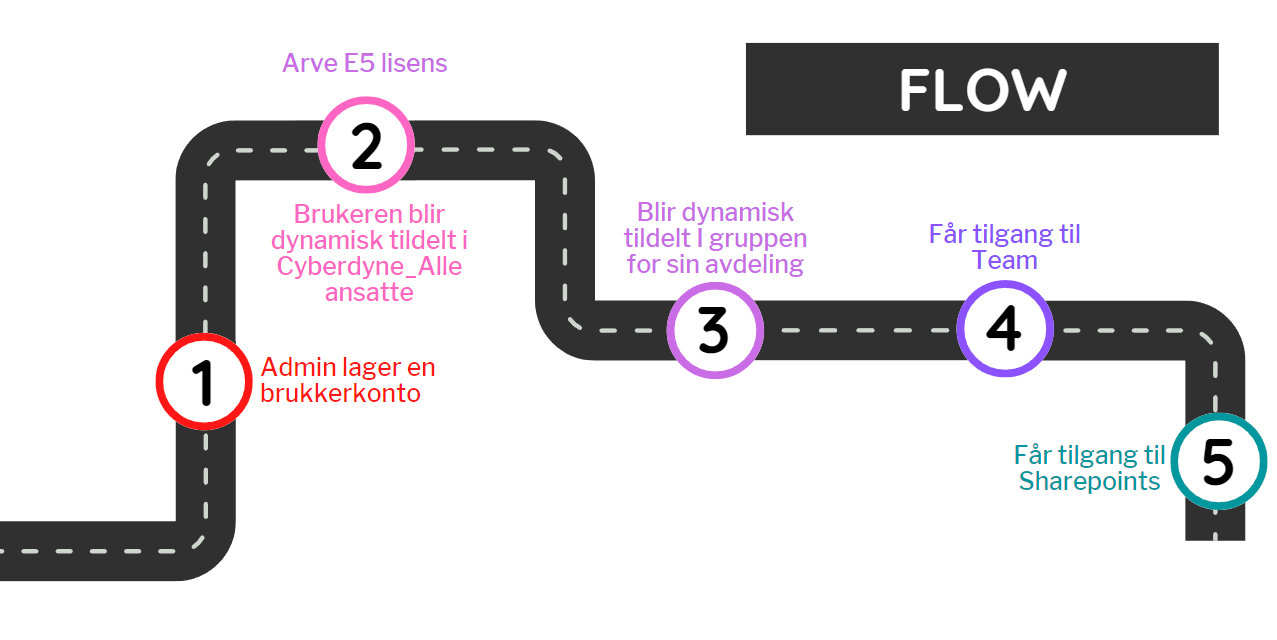 FLOW
1
Admin lager en
brukkerkonto
Arve E5 lisens
2
Brukeren blir
dynamisk tildelt i
Cyberdyne_Alle
ansatte
Blir dynamisk
tildelt I gruppen
for sin avdeling
3
Får tilgang til
Team
4
Får tilgang til
Sharepoints
5